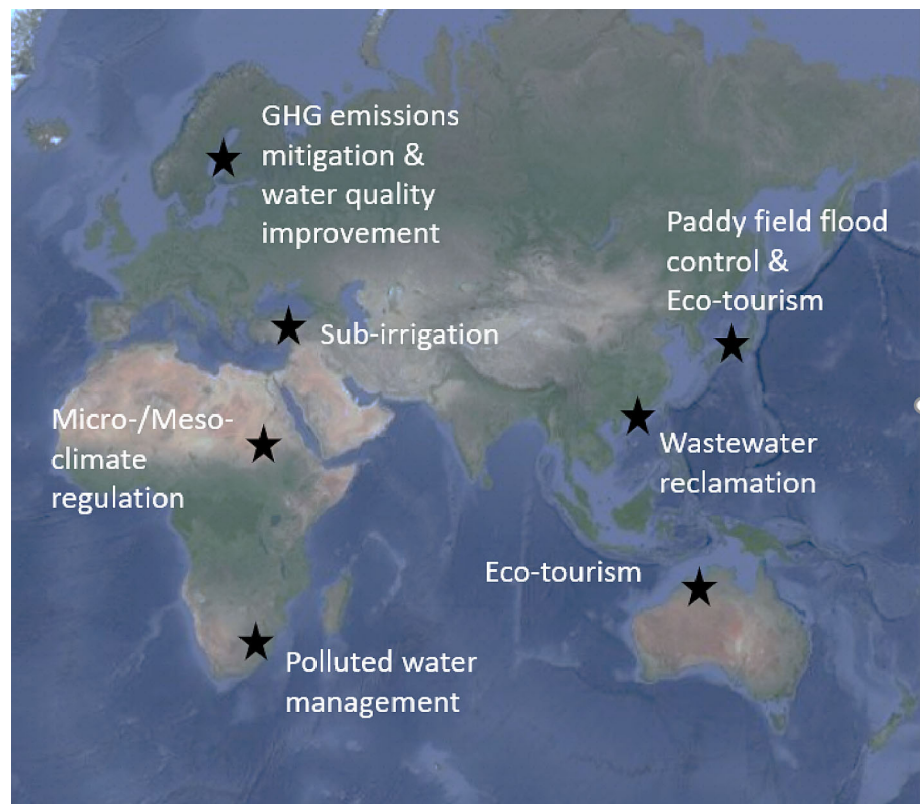 GHG emissions
mitigation &
water quality
improvement
Paddy field flood
control &
Eco-tourism
Sub-irrigation
Micro-/Meso-
climate
regulation
Wastewater
reclamation
Eco-tourism
Polluted water
management